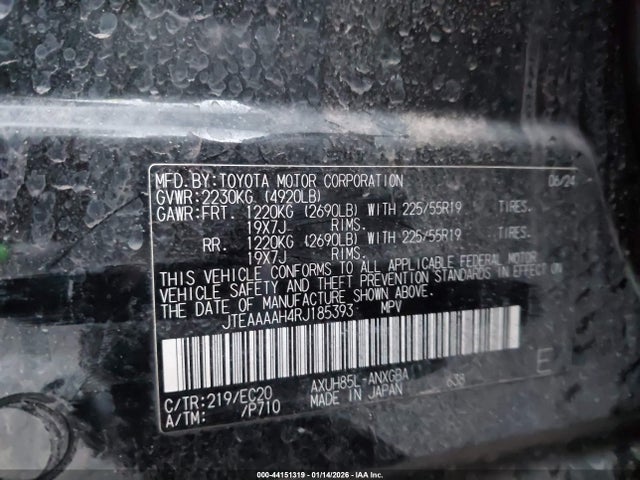 MFD. BY: TOYOTA MOTOR CORPORATION 06/24
GVWR: 2230KG (4920LB)
GAWR: FRT. 1220KG (2690LB) WITH 225/55R19 TIRES.
19X7J RIMS.
RR. 1220KG (2690LB) WITH 225/55R19 TIRES.
19X7J RIMS.
THIS VEHICLE CONFORMS TO ALL APPLICABLE FEDERAL MOTOR
VEHICLE SAFETY AND THEFT PREVENTION STANDARDS IN EFFECT ON
THE DATE OF MANUFACTURE SHOWN ABOVE.
JTEAAAAH4RJ185393 MPV
C/TR: 219/EC20 AXUH85L-ANXGBA 638 E
A/TM: /P710 MADE IN JAPAN
000-44151319 - 01/14/2026 - IAA Inc.